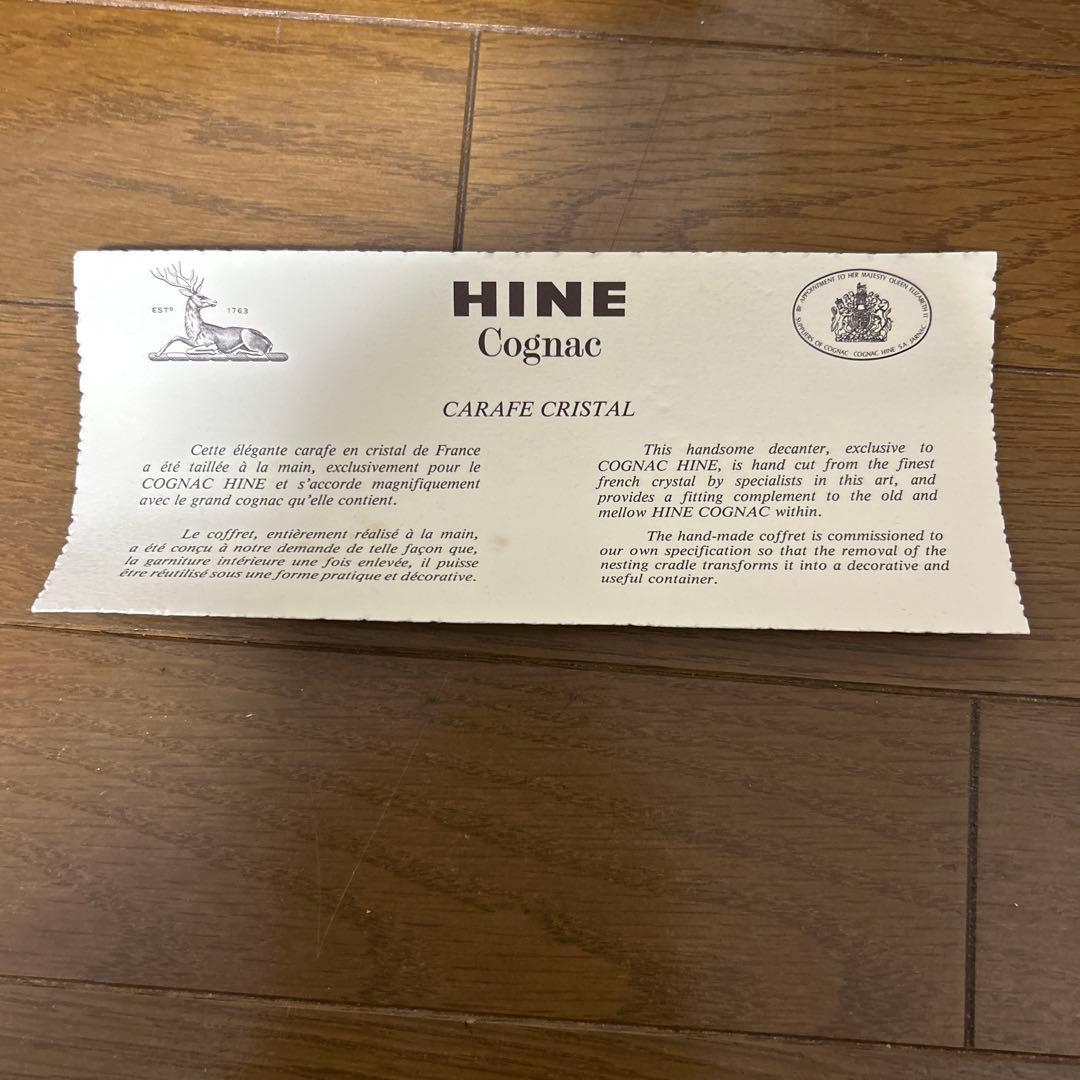 ESTD 1763
HINE
Cognac
BY APPOINTMENT TO HER MAJESTY QUEEN ELIZABETH II
SUPPLIERS OF COGNAC · COGNAC HINE S.A. JARNAC
CARAFE CRISTAL
Cette élégante carafe en cristal de France
a été taillée à la main, exclusivement pour le
COGNAC HINE et s'accorde magnifiquement
avec le grand cognac qu'elle contient.
Le coffret, entièrement réalisé à la main,
a été conçu à notre demande de telle façon que,
la garniture intérieure une fois enlevée, il puisse
être réutilisé sous une forme pratique et décorative.
This handsome decanter, exclusive to
COGNAC HINE, is hand cut from the finest
french crystal by specialists in this art, and
provides a fitting complement to the old and
mellow HINE COGNAC within.
The hand-made coffret is commissioned to
our own specification so that the removal of the
nesting cradle transforms it into a decorative and
useful container.